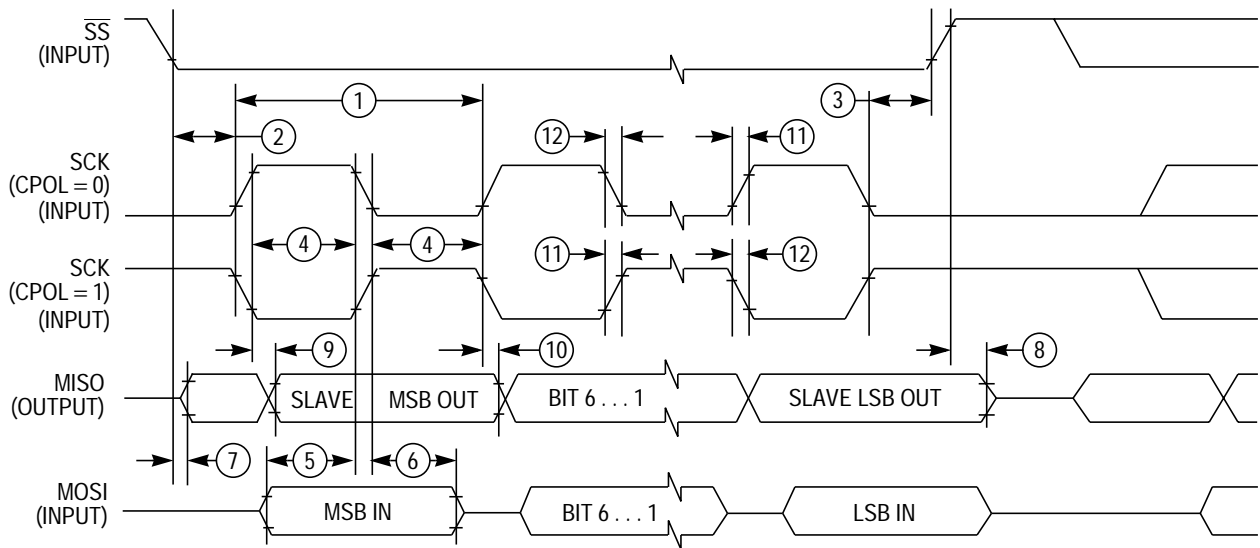 SS
(INPUT)
1
3
2
12
11
SCK
(CPOL = 0)
(INPUT)
4
4
11
12
SCK
(CPOL = 1)
(INPUT)
9
10
8
MISO
(OUTPUT)
SLAVE MSB OUT
BIT 6 . . . 1
SLAVE LSB OUT
7
5
6
MOSI
(INPUT)
MSB IN
BIT 6 . . . 1
LSB IN